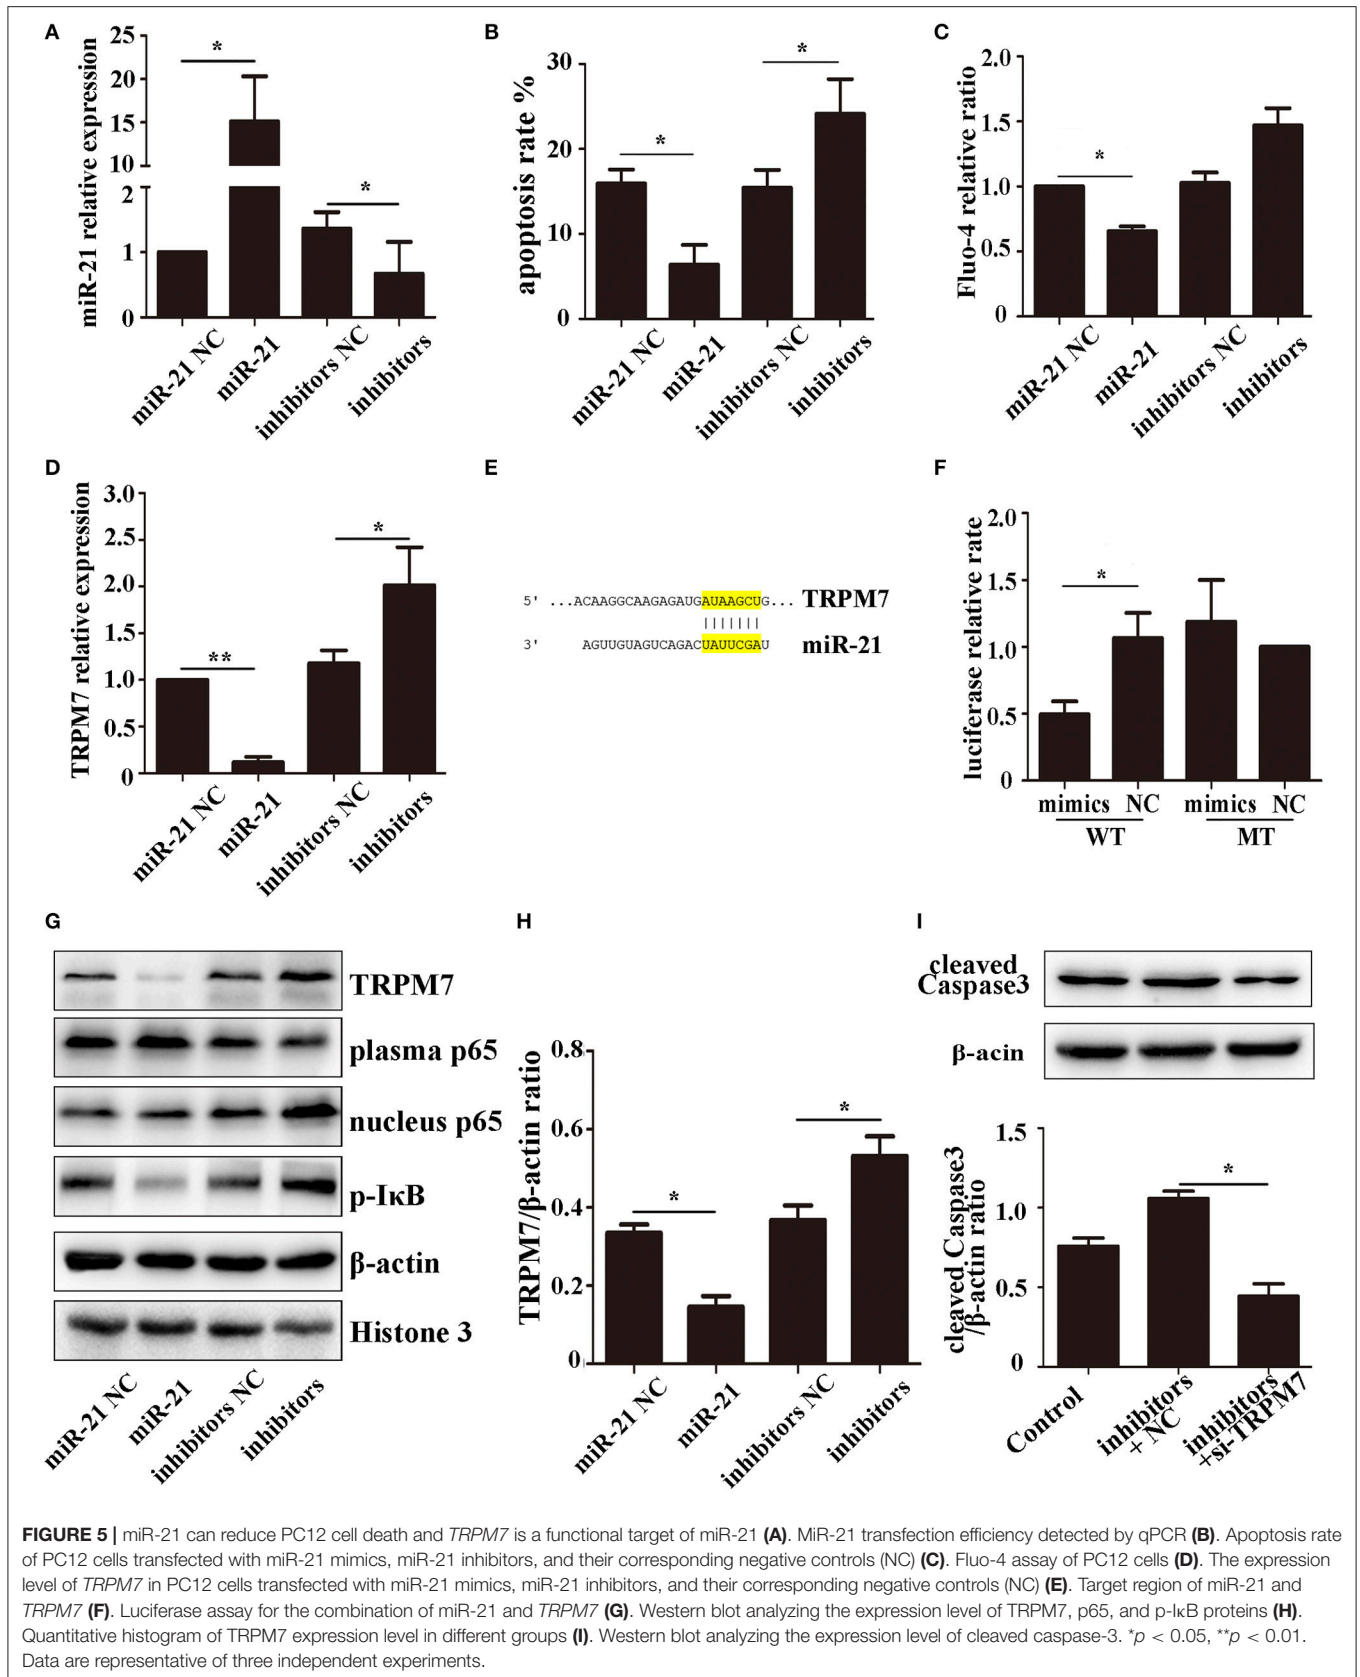 A
miR-21 relative expression
25
20
15
10
2
1
0
*
*
miR-21 NC
miR-21
inhibitors NC
inhibitors
B
apoptosis rate %
30
20
10
0
*
*
miR-21 NC
miR-21
inhibitors NC
inhibitors
C
Fluo-4 relative ratio
2.0
1.5
1.0
0.5
0
*
miR-21 NC
miR-21
inhibitors NC
inhibitors
D
TRPM7 relative expression
3.0
2.5
2.0
1.5
1.0
0.5
0
**
*
miR-21 NC
miR-21
inhibitors NC
inhibitors
E
5' ...ACAAGGCAAGAGAUGAUAAGCUG... TRPM7
3' AGUUGUAGUCAGACUAUUCGAU miR-21
F
luciferase relative rate
2.0
1.5
1.0
0.5
0
*
mimics NC mimics NC
WT MT
G
TRPM7
plasma p65
nucleus p65
p-IκB
β-actin
Histone 3
miR-21 NC
miR-21
inhibitors NC
inhibitors
H
TRPM7/β-actin ratio
0.8
0.6
0.4
0.2
0
*
*
miR-21 NC
miR-21
inhibitors NC
inhibitors
I
cleaved
Caspase3
β-acin
cleaved Caspase3
/β-actin ratio
1.5
1.0
0.5
0
*
Control
inhibitors
+ NC
inhibitors
+si-TRPM7
FIGURE 5 | miR-21 can reduce PC12 cell death and TRPM7 is a functional target of miR-21 (A). MiR-21 transfection efficiency detected by qPCR (B). Apoptosis rate
of PC12 cells transfected with miR-21 mimics, miR-21 inhibitors, and their corresponding negative controls (NC) (C). Fluo-4 assay of PC12 cells (D). The expression
level of TRPM7 in PC12 cells transfected with miR-21 mimics, miR-21 inhibitors, and their corresponding negative controls (NC) (E). Target region of miR-21 and
TRPM7 (F). Luciferase assay for the combination of miR-21 and TRPM7 (G). Western blot analyzing the expression level of TRPM7, p65, and p-IκB proteins (H).
Quantitative histogram of TRPM7 expression level in different groups (I). Western blot analyzing the expression level of cleaved caspase-3. *p < 0.05, **p < 0.01.
Data are representative of three independent experiments.